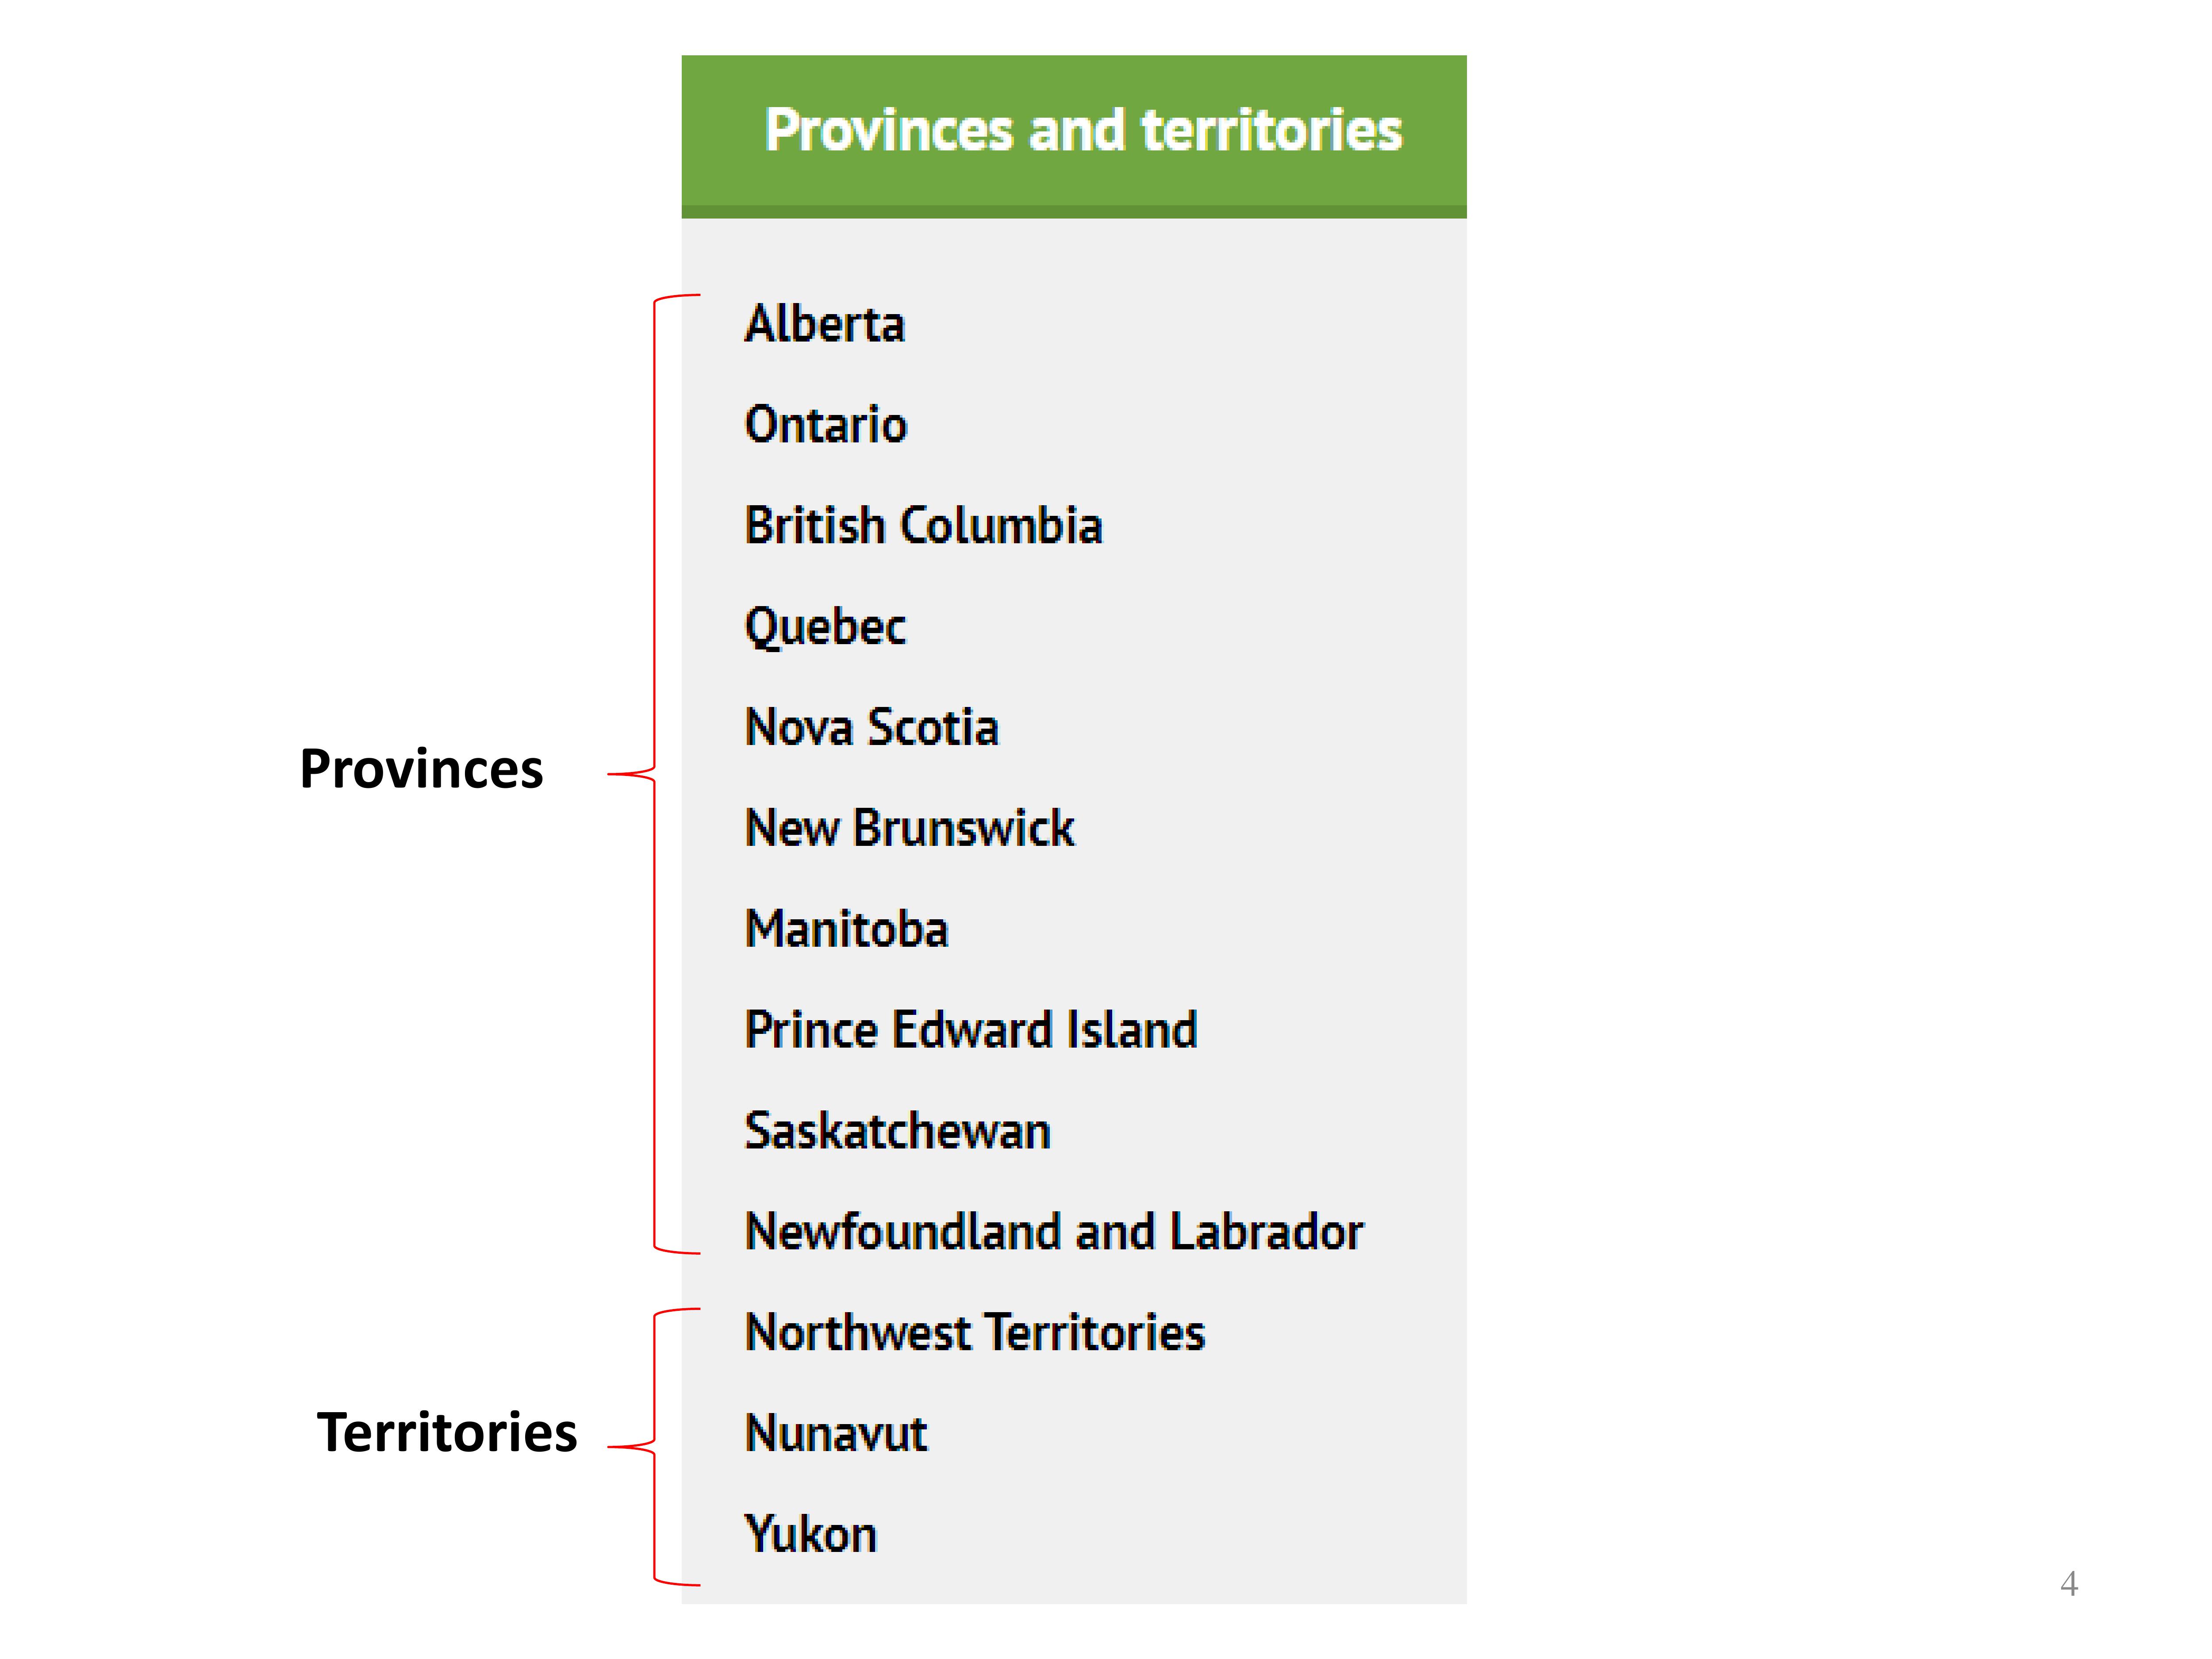 Provinces and territories
Provinces
Alberta
Ontario
British Columbia
Quebec
Nova Scotia
New Brunswick
Manitoba
Prince Edward Island
Saskatchewan
Newfoundland and Labrador
Territories
Northwest Territories
Nunavut
Yukon
4